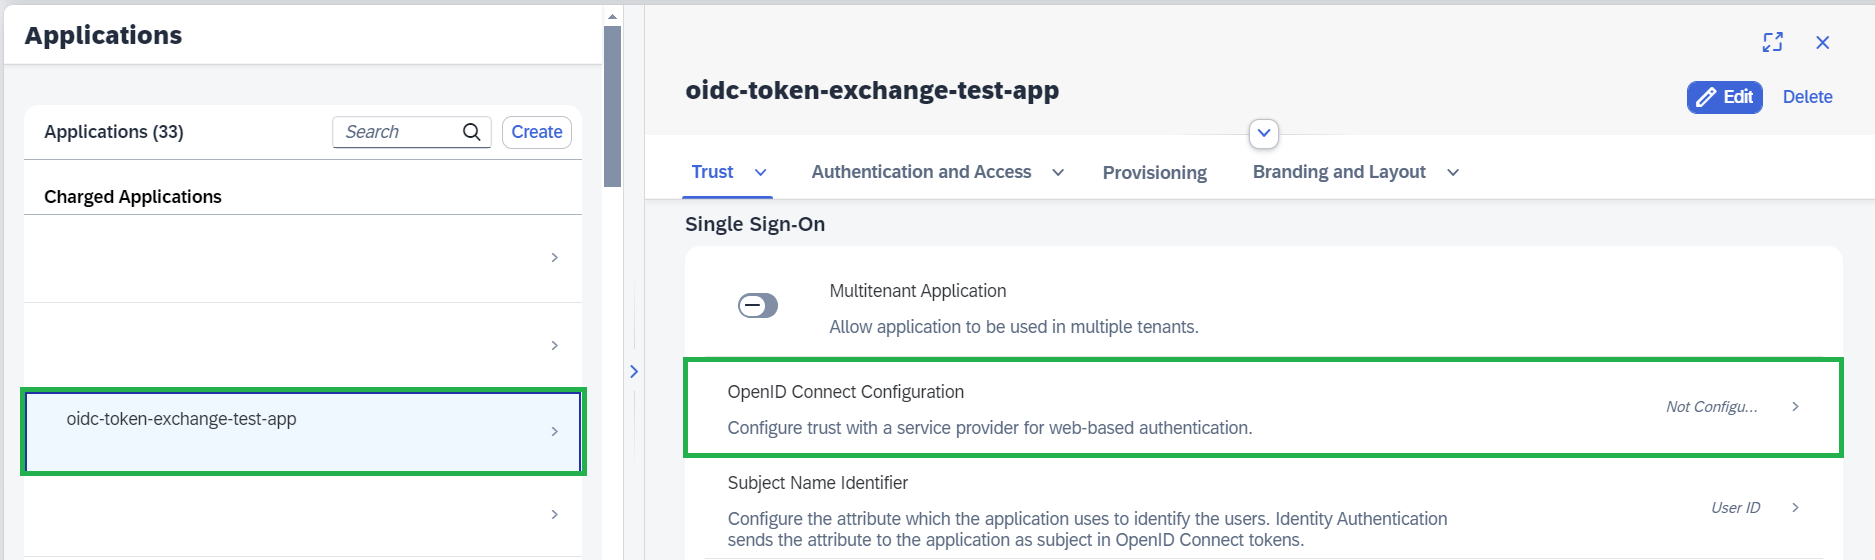 Applications
Applications (33)
Search
Create
Charged Applications
oidc-token-exchange-test-app
oidc-token-exchange-test-app
Edit
Delete
Trust
Authentication and Access
Provisioning
Branding and Layout
Single Sign-On
Multitenant Application
Allow application to be used in multiple tenants.
OpenID Connect Configuration
Not Configu...
Configure trust with a service provider for web-based authentication.
Subject Name Identifier
User ID
Configure the attribute which the application uses to identify the users. Identity Authentication
sends the attribute to the application as subject in OpenID Connect tokens.